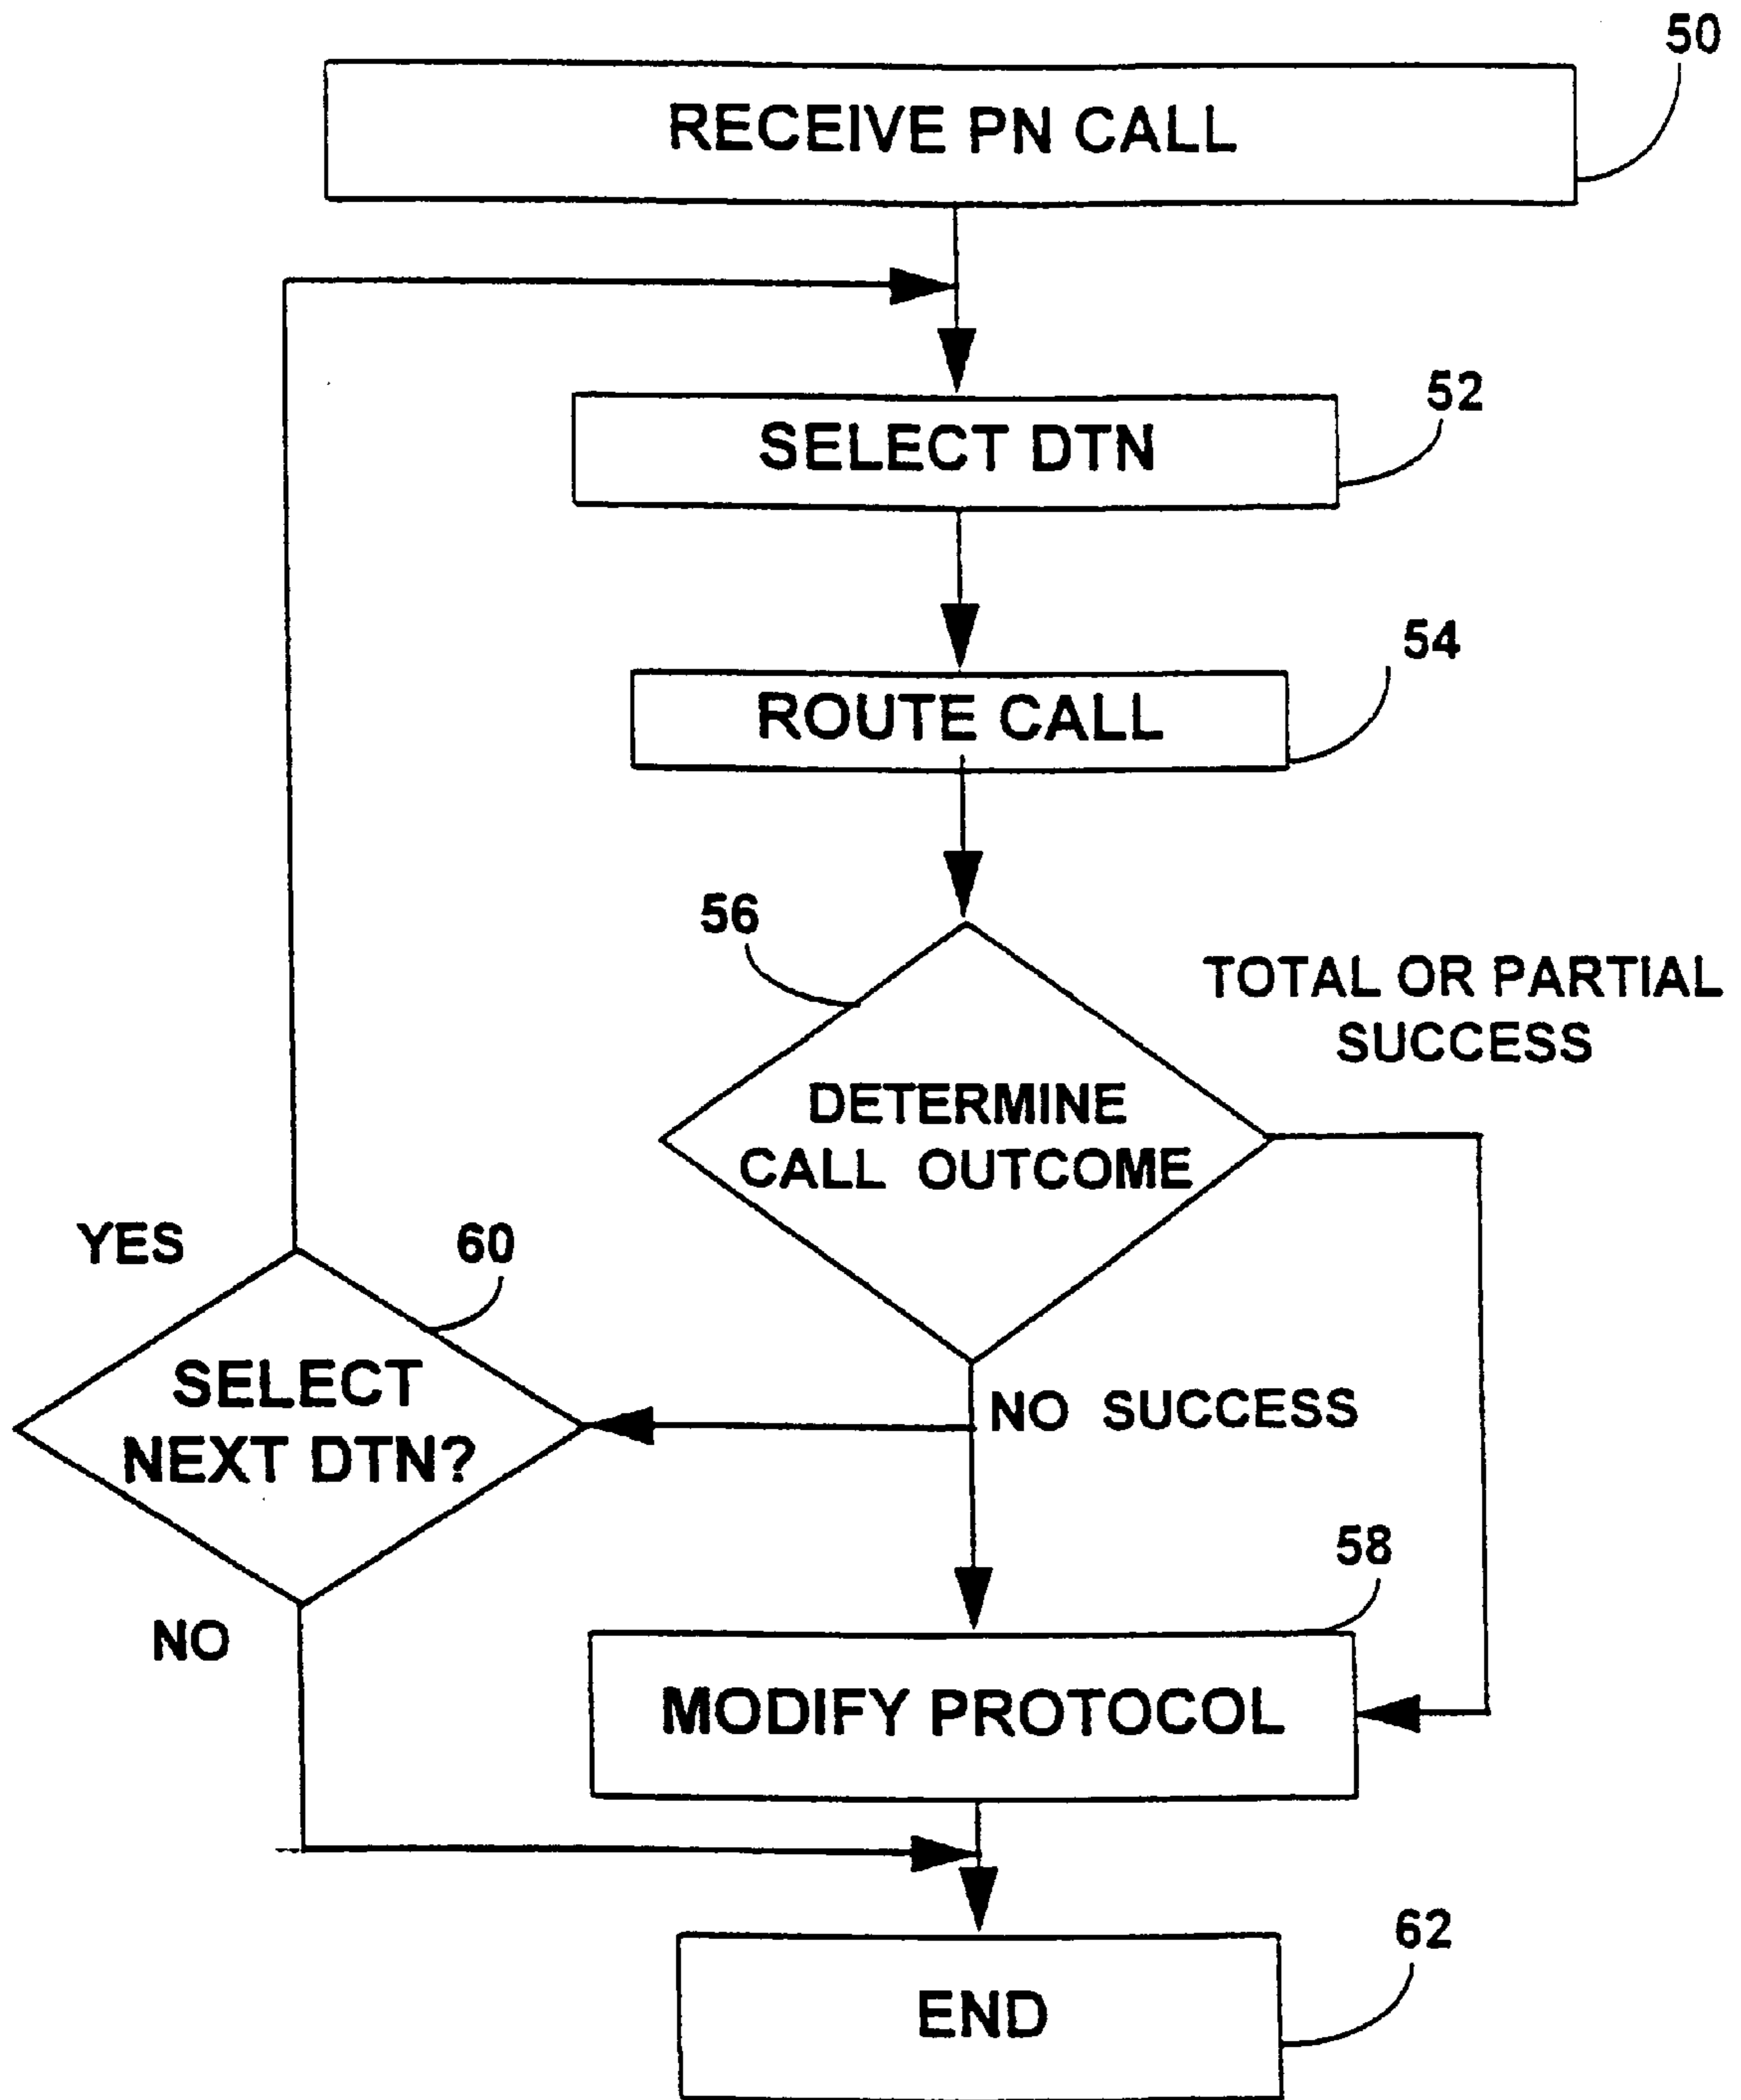 50
RECEIVE PN CALL
52
SELECT DTN
54
ROUTE CALL
56
TOTAL OR PARTIAL
SUCCESS
DETERMINE
CALL OUTCOME
YES
60
SELECT
NEXT DTN?
NO SUCCESS
58
NO
MODIFY PROTOCOL
62
END